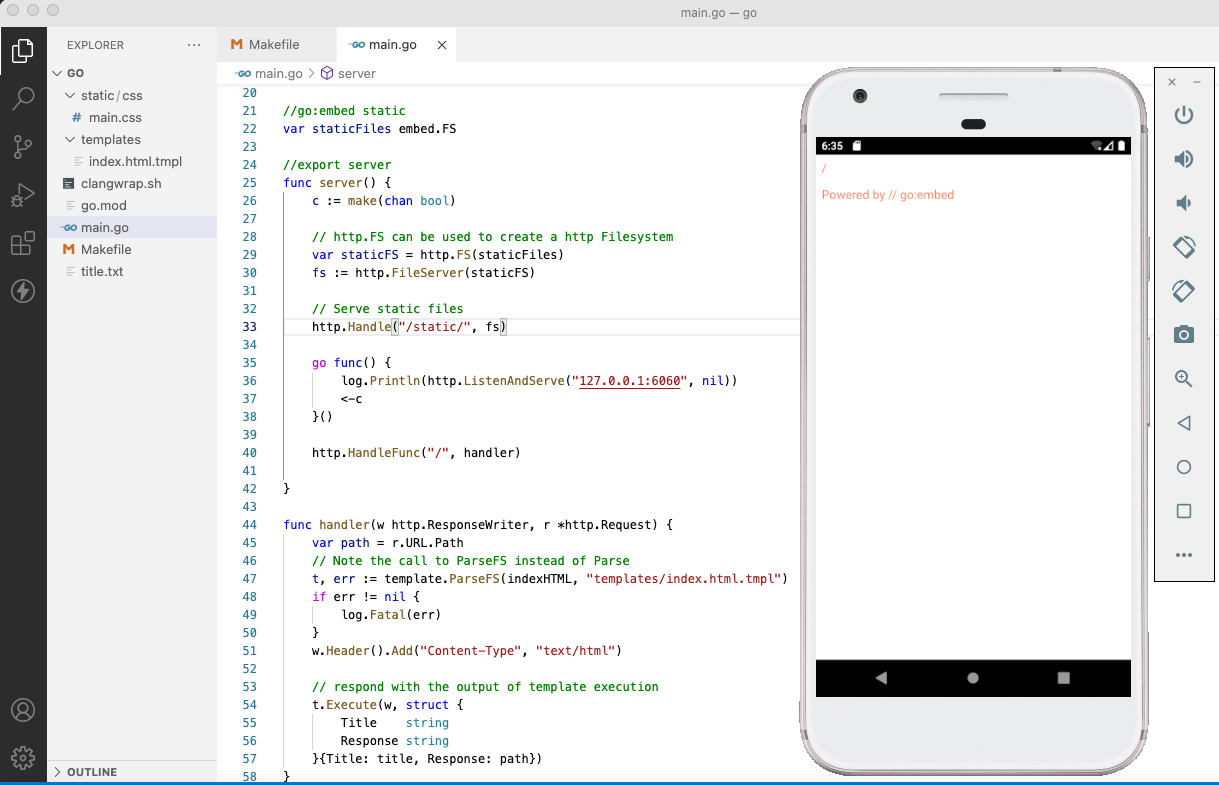 main.go — go
EXPLORER
GO
static/css
# main.css
templates
index.html.tmpl
clangwrap.sh
go.mod
GO main.go
M Makefile
title.txt
OUTLINE
M Makefile
GO main.go
GO main.go > server
20
21 //go:embed static
22 var staticFiles embed.FS
23
24 //export server
25 func server() {
26 c := make(chan bool)
27
28 // http.FS can be used to create a http Filesystem
29 var staticFS = http.FS(staticFiles)
30 fs := http.FileServer(staticFS)
31
32 // Serve static files
33 http.Handle("/static/", fs)
34
35 go func() {
36 log.Println(http.ListenAndServe("127.0.0.1:6060", nil))
37 <-c
38 }()
39
40 http.HandleFunc("/", handler)
41
42 }
43
44 func handler(w http.ResponseWriter, r *http.Request) {
45 var path = r.URL.Path
46 // Note the call to ParseFS instead of Parse
47 t, err := template.ParseFS(indexHTML, "templates/index.html.tmpl")
48 if err != nil {
49 log.Fatal(err)
50 }
51 w.Header().Add("Content-Type", "text/html")
52
53 // respond with the output of template execution
54 t.Execute(w, struct {
55 Title string
56 Response string
57 }{Title: title, Response: path})
58 }
6:35
/
Powered by // go:embed